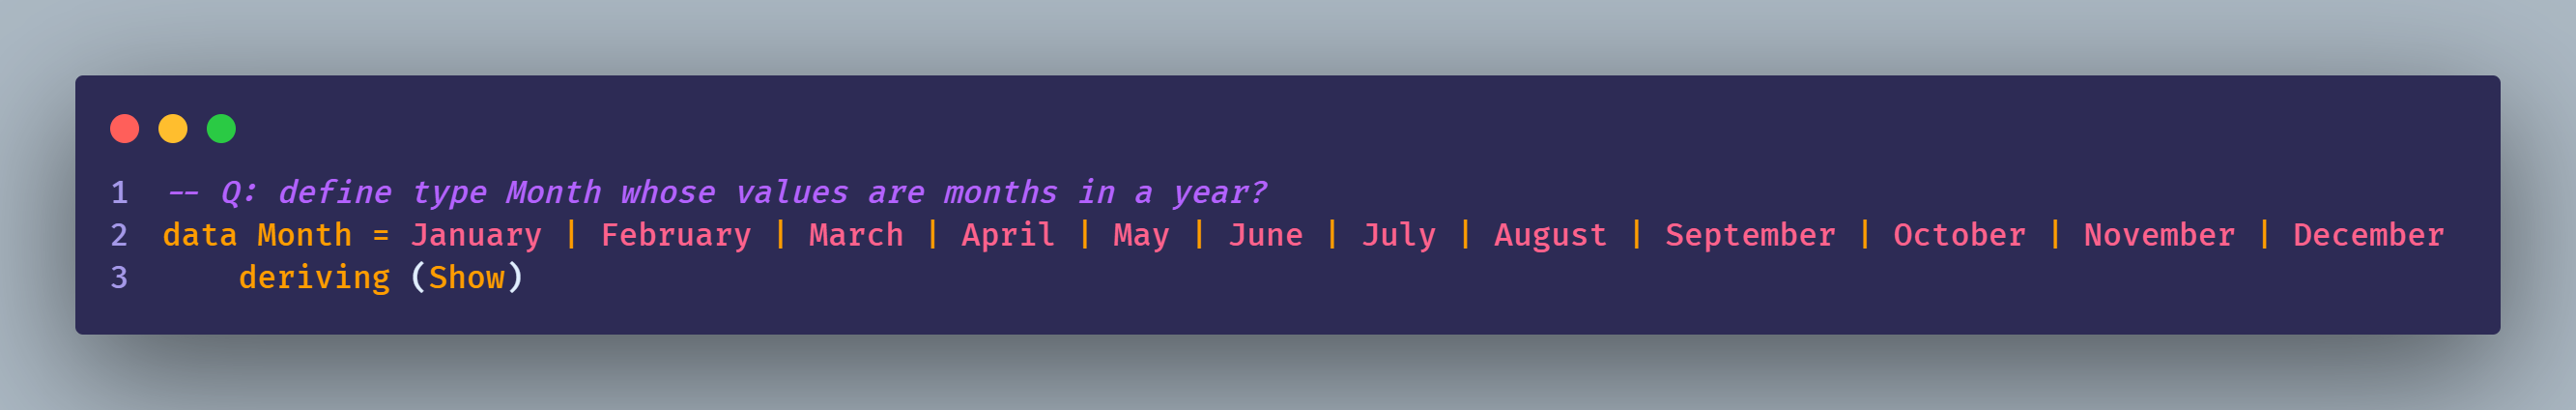 1 -- Q: define type Month whose values are months in a year?
2 data Month = January | February | March | April | May | June | July | August | September | October | November | December
3     deriving (Show)